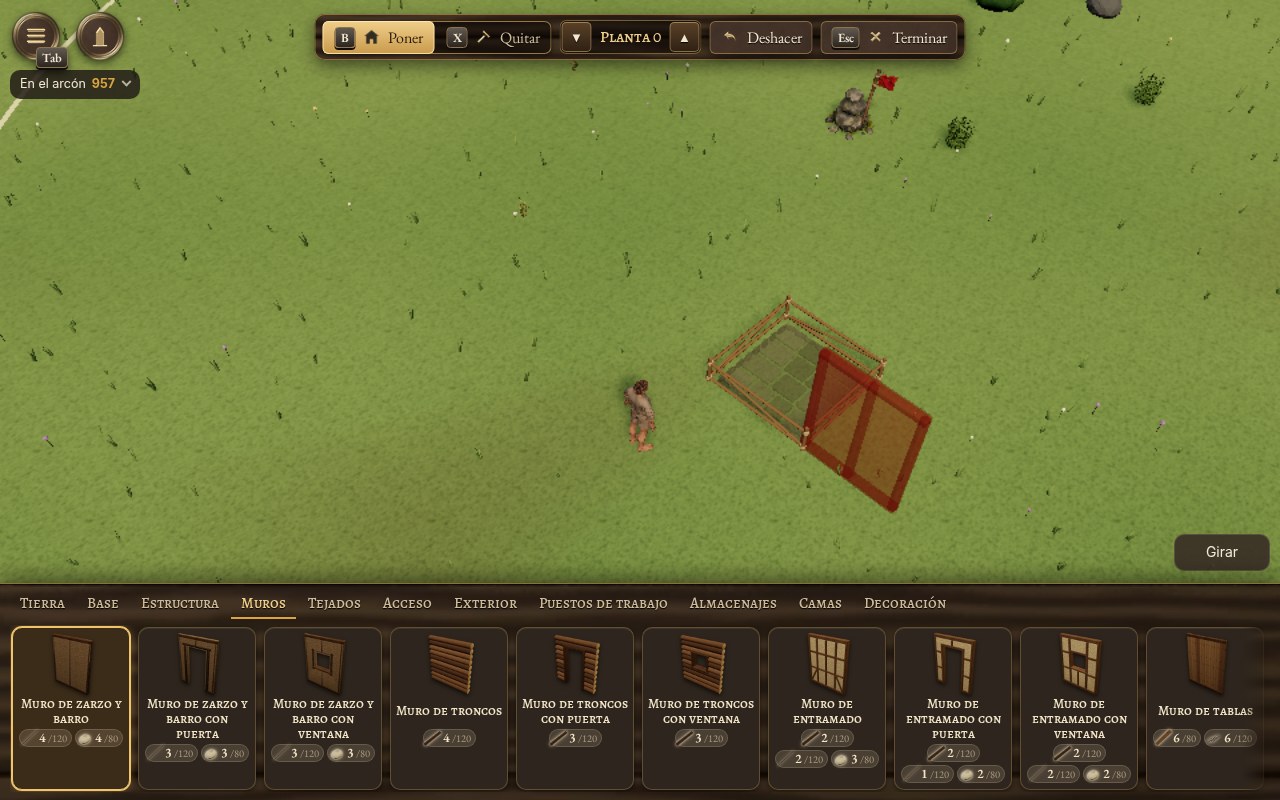 B Poner X Quitar ▼ Planta 0 ▲ Deshacer Esc Terminar
Tab
En el arcón 957
Girar
Tierra Base Estructura Muros Tejados Acceso Exterior Puestos de trabajo Almacenajes Camas Decoración
Muro de zarzo y barro
4/120 4/80
Muro de zarzo y barro con puerta
3/120 3/80
Muro de zarzo y barro con ventana
3/120 3/80
Muro de troncos
4/120
Muro de troncos con puerta
3/120
Muro de troncos con ventana
3/120
Muro de entramado
2/120
2/120 3/80
Muro de entramado con puerta
2/120
1/120 2/80
Muro de entramado con ventana
2/120
2/120 2/80
Muro de tablas
6/80 6/120